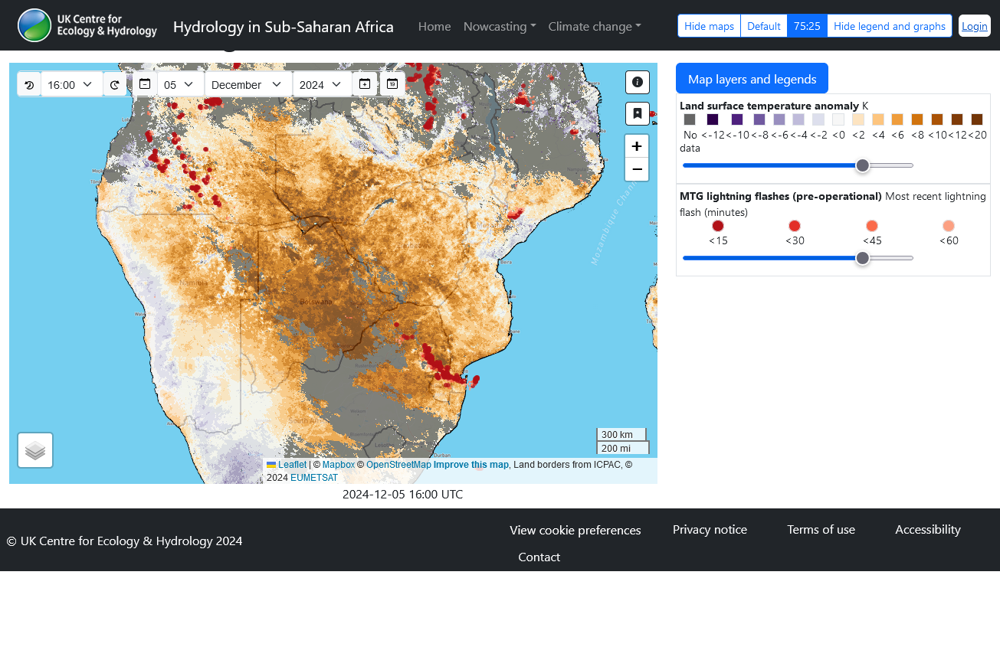 UK Centre for
Ecology & Hydrology
Hydrology in Sub-Saharan Africa
Home
Nowcasting
Climate change
Hide maps
Default
75:25
Hide legend and graphs
Login
16:00
05
December
2024
19
Map layers and legends
Land surface temperature anomaly K
No data
<-12
<-10
<-8
<-6
<-4
<-2
<0
<2
<4
<6
<8
<10
<12
<20
MTG lightning flashes (pre-operational) Most recent lightning
flash (minutes)
<15
<30
<45
<60
+
−
Mozambique Chann
Namibia
Botswana
Beira
South Af
Lesotho
Durban
300 km
200 mi
Leaflet | © Mapbox © OpenStreetMap Improve this map, Land borders from ICPAC, ©
2024 EUMETSAT
2024-12-05 16:00 UTC
© UK Centre for Ecology & Hydrology 2024
View cookie preferences
Privacy notice
Terms of use
Accessibility
Contact